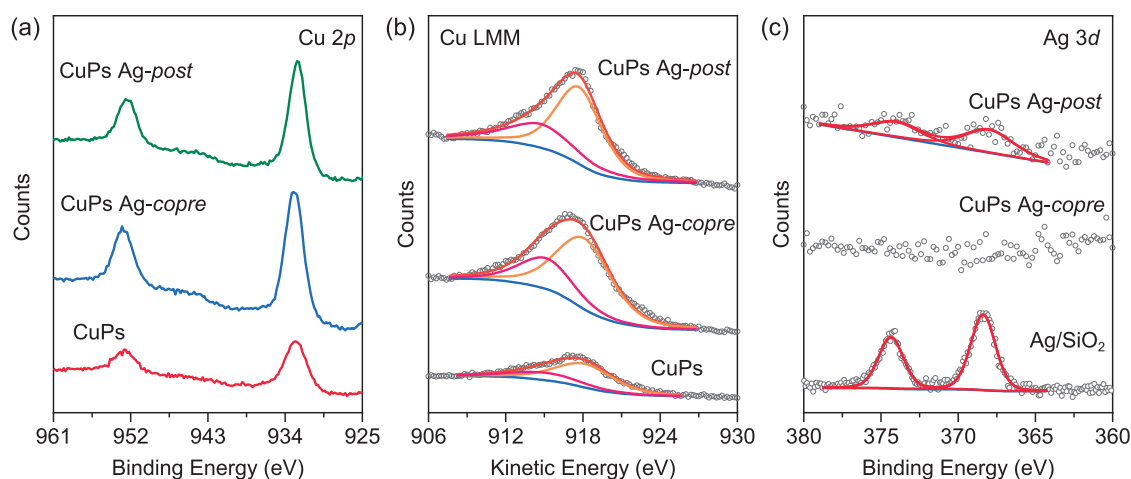 (a)
Cu 2p
CuPs Ag-post
CuPs Ag-copre
CuPs
Counts
961 952 943 934 925
Binding Energy (eV)
(b)
Cu LMM
CuPs Ag-post
CuPs Ag-copre
CuPs
Counts
906 912 918 924 930
Kinetic Energy (eV)
(c)
Ag 3d
CuPs Ag-post
CuPs Ag-copre
Ag/SiO₂
Counts
380 375 370 365 360
Binding Energy (eV)